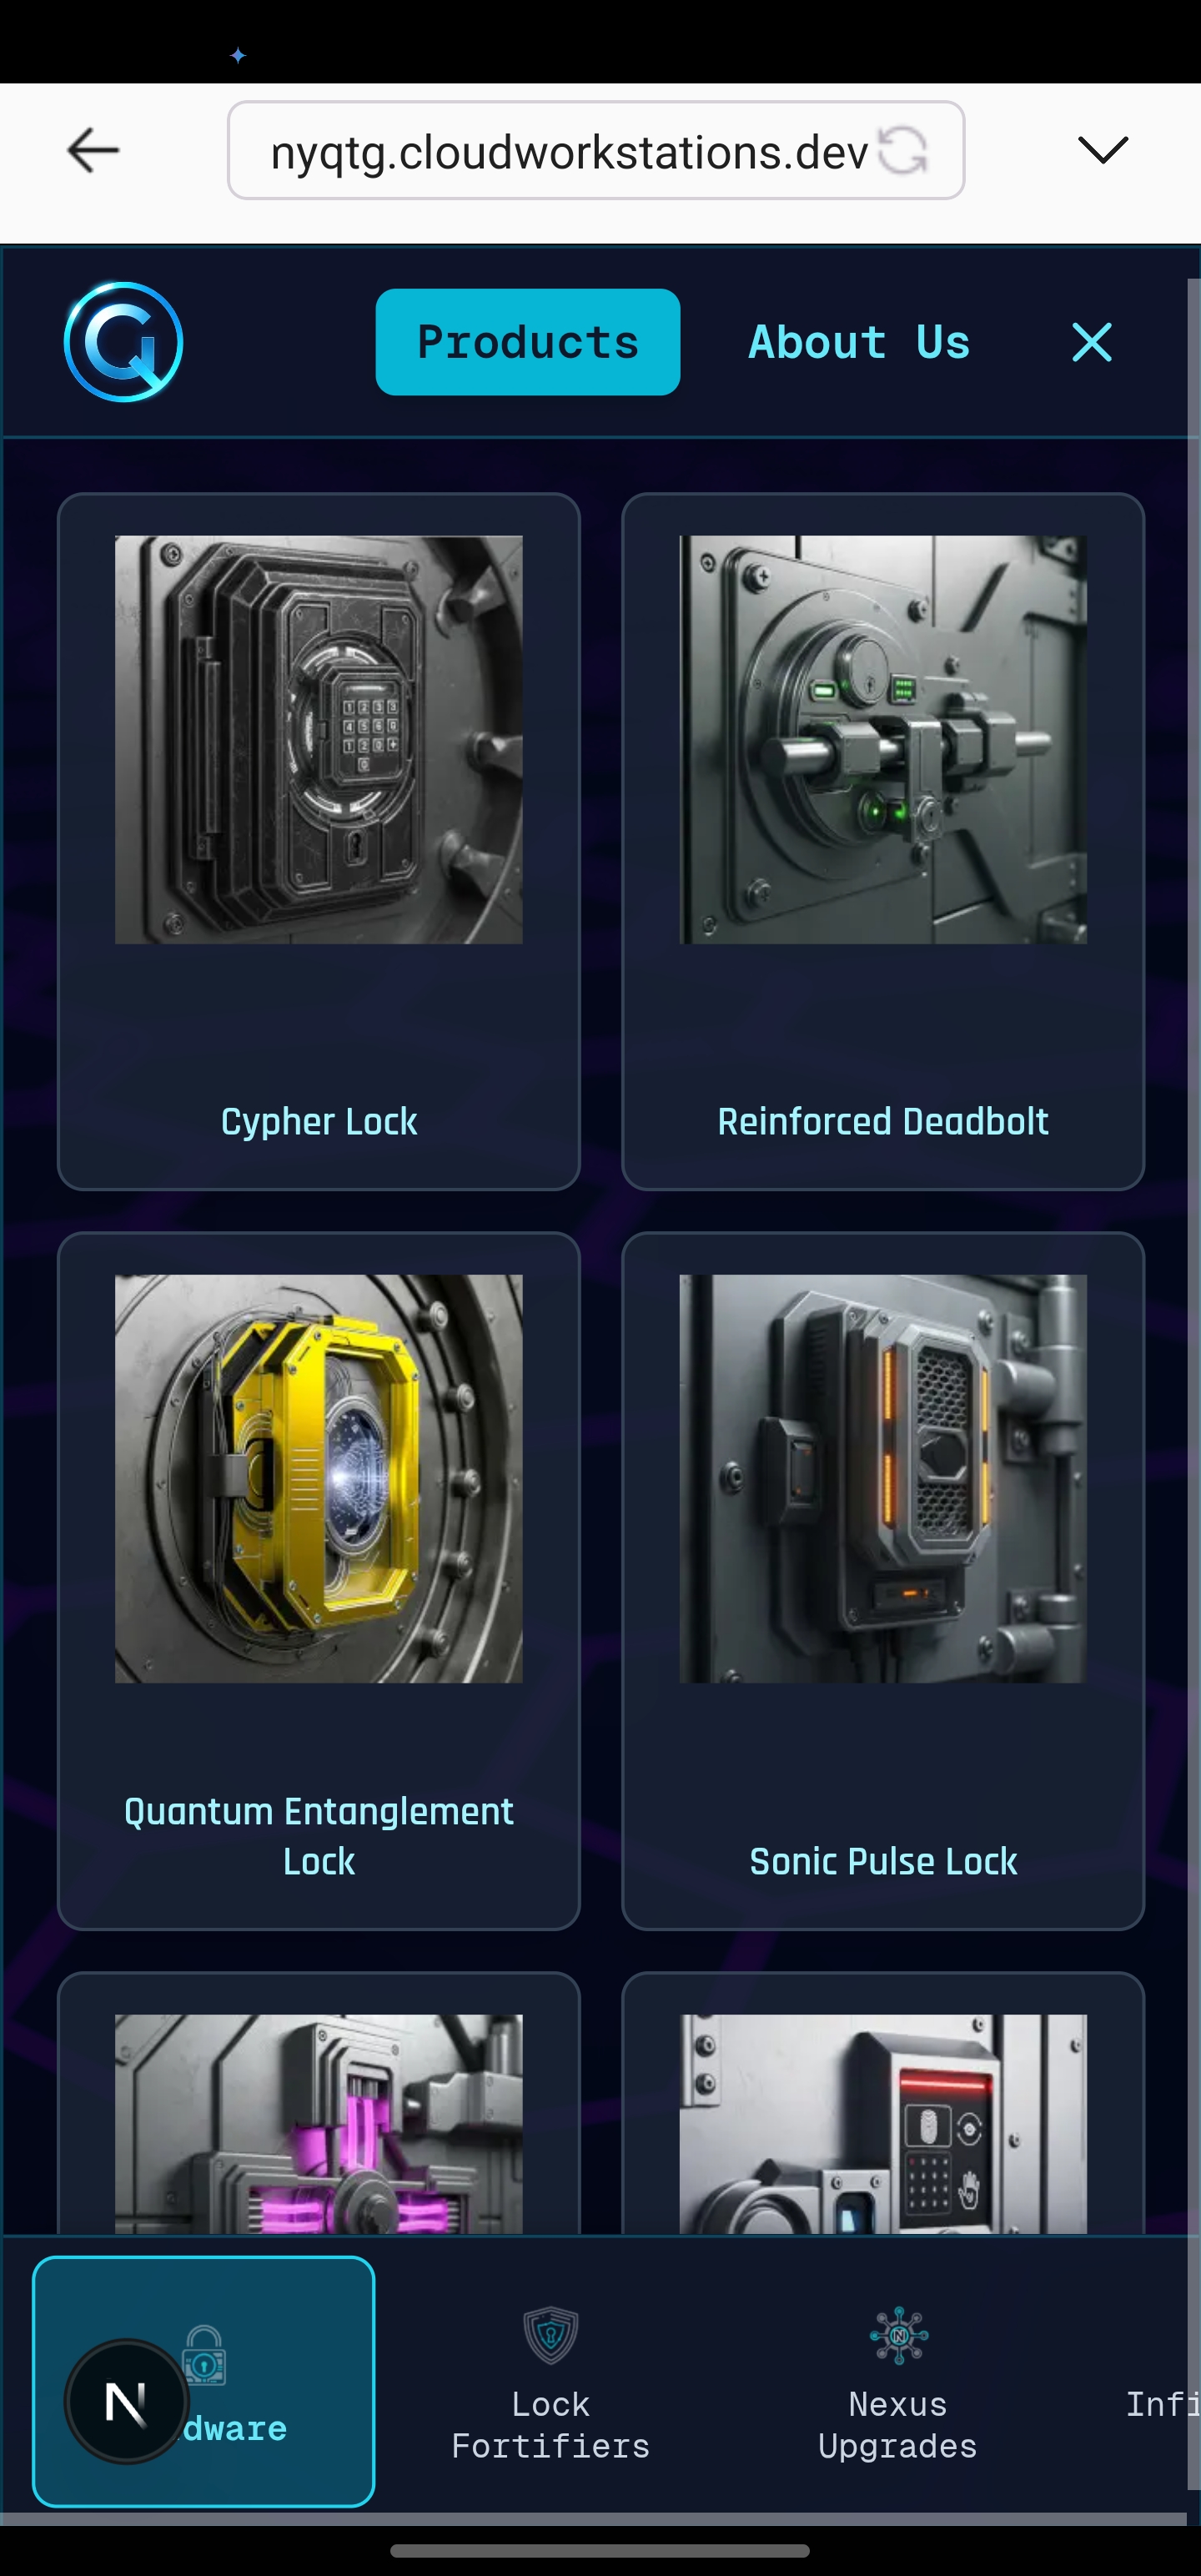 nyqtg.cloudworkstations.dev
Products
About Us
Cypher Lock
Reinforced Deadbolt
Quantum Entanglement
Lock
Sonic Pulse Lock
N
dware
Lock
Fortifiers
Nexus
Upgrades
Infi